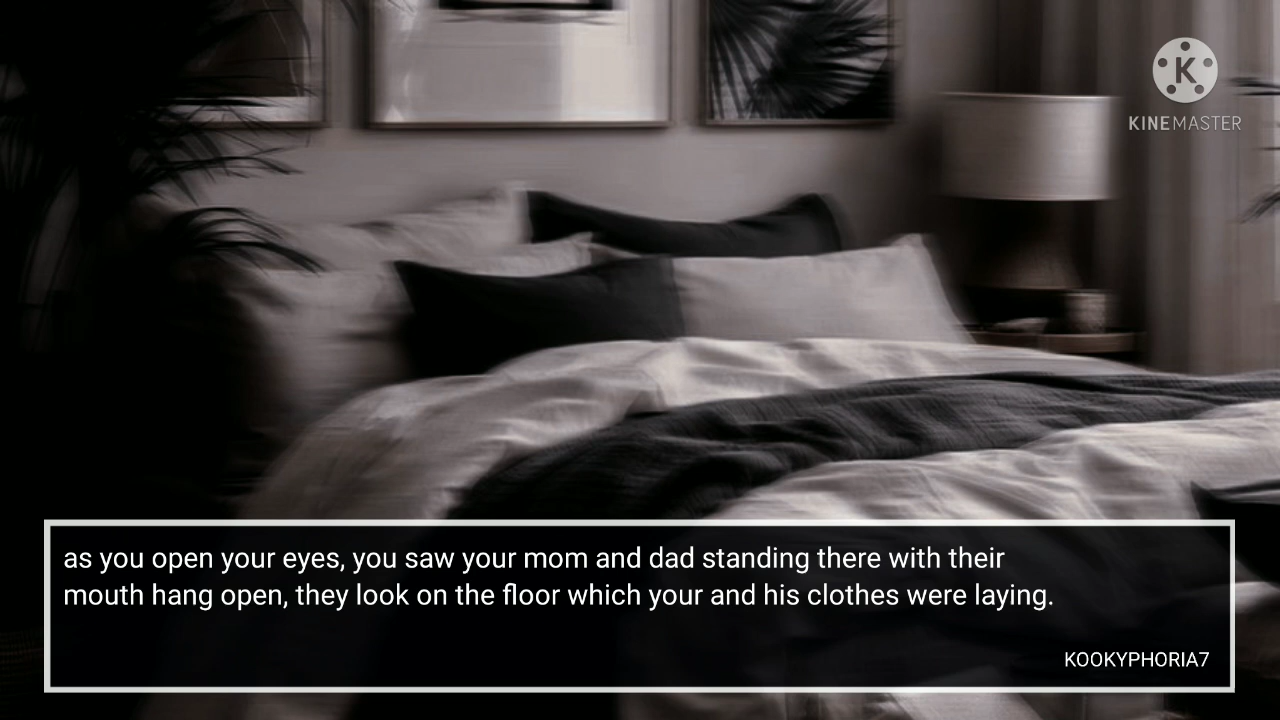 KINEMASTER
as you open your eyes, you saw your mom and dad standing there with their
mouth hang open, they look on the floor which your and his clothes were laying.
KOOKYPHORIA7